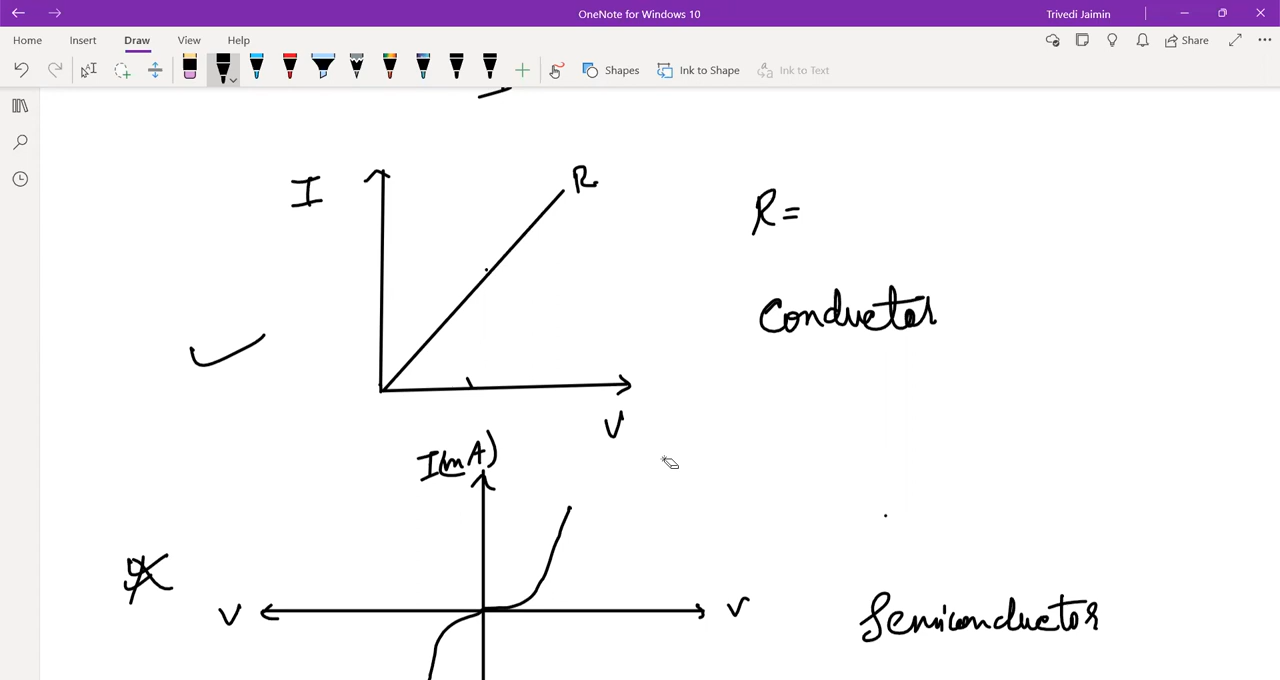 OneNote for Windows 10
Trivedi Jaimin
Home Insert Draw View Help
Share
Shapes Ink to Shape Ink to Text
I
R
R=
Conductor
V
I(mA)
V
V
Semiconductor